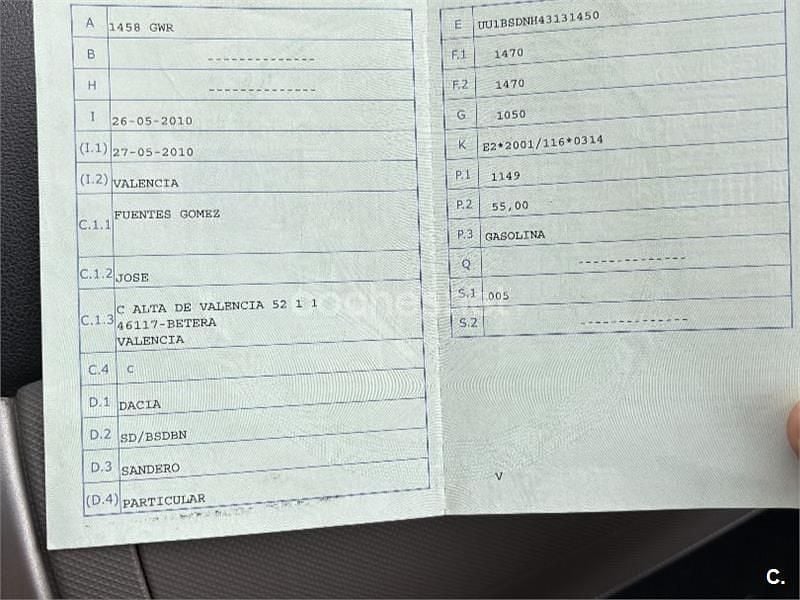 A 1458 GWR
B --------------
H --------------
I 26-05-2010
(I.1) 27-05-2010
(I.2) VALENCIA
C.1.1 FUENTES GOMEZ
C.1.2 JOSE
C.1.3 C ALTA DE VALENCIA 52 1 1
46117-BETERA
VALENCIA
C.4 C
D.1 DACIA
D.2 SD/BSDBN
D.3 SANDERO
(D.4) PARTICULAR
E UU1BSDNH43131450
F.1 1470
F.2 1470
G 1050
K E2*2001/116*0314
P.1 1149
P.2 55,00
P.3 GASOLINA
Q --------------
S.1 005
S.2 --------------
V
C.